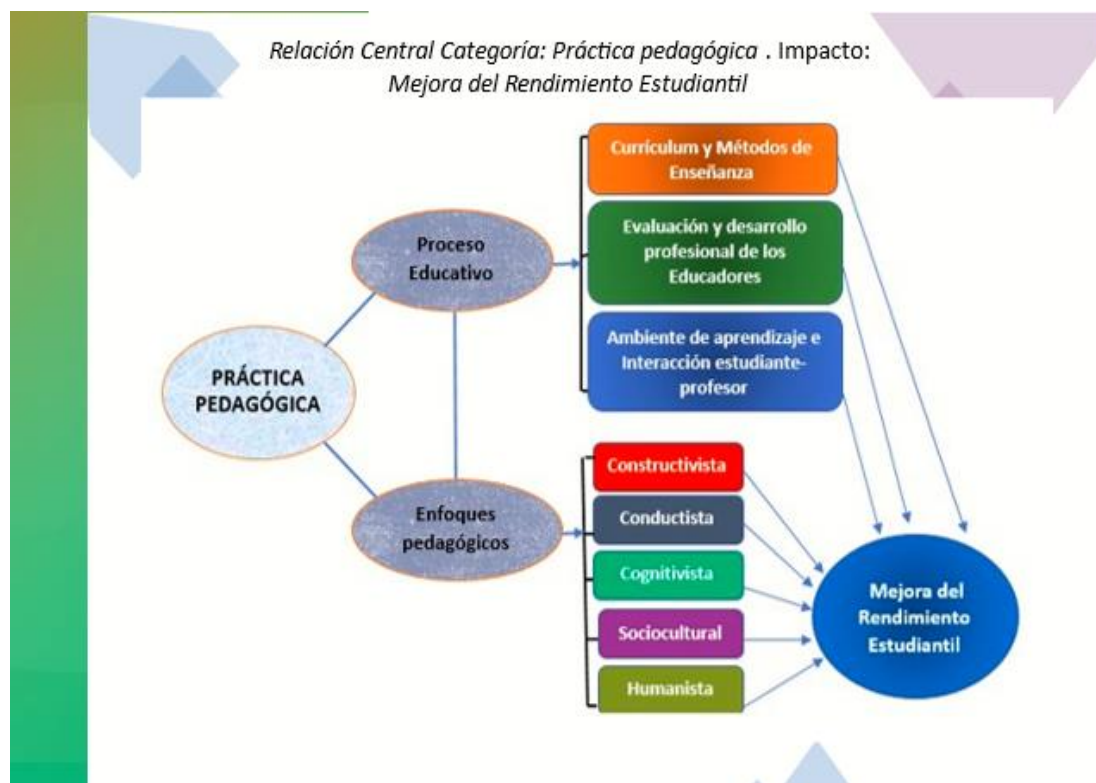 Relación Central Categoría: Práctica pedagógica . Impacto:
Mejora del Rendimiento Estudiantil
Currículum y Métodos de
Enseñanza
Proceso
Educativo
Evaluación y desarrollo
profesional de los
Educadores
Ambiente de aprendizaje e
Interacción estudiante-
profesor
PRÁCTICA
PEDAGÓGICA
Enfoques
pedagógicos
Constructivista
Conductista
Cognitivista
Sociocultural
Humanista
Mejora del
Rendimiento
Estudiantil